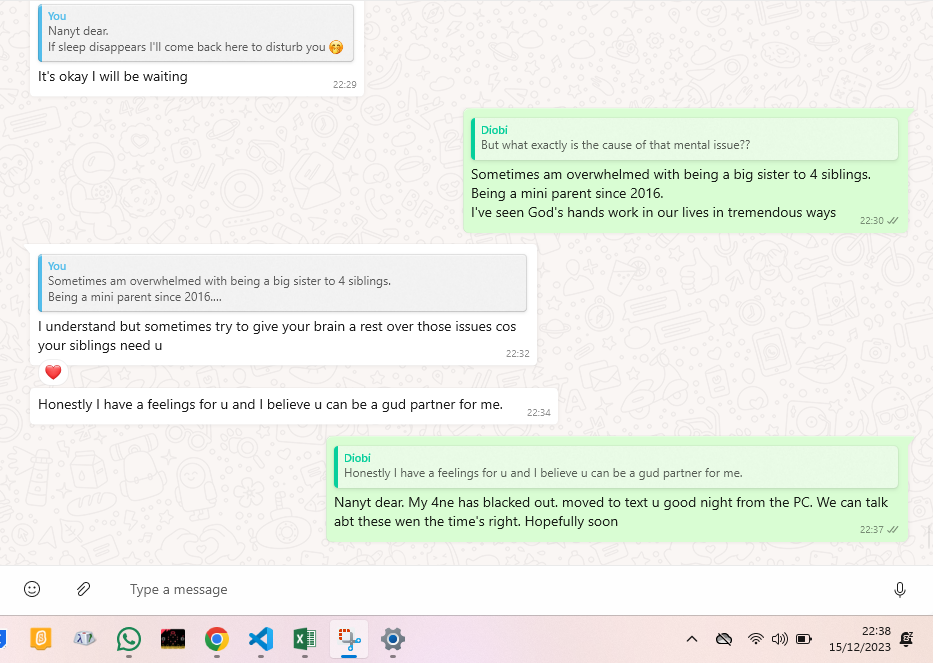 You
Nanyt dear.
If sleep disappears I'll come back here to disturb you 🤭
It's okay I will be waiting
22:29
Diobi
But what exactly is the cause of that mental issue??
Sometimes am overwhelmed with being a big sister to 4 siblings.
Being a mini parent since 2016.
I've seen God's hands work in our lives in tremendous ways
22:30
You
Sometimes am overwhelmed with being a big sister to 4 siblings.
Being a mini parent since 2016....
I understand but sometimes try to give your brain a rest over those issues cos
your siblings need u
22:32
Honestly I have a feelings for u and I believe u can be a gud partner for me.
22:34
Diobi
Honestly I have a feelings for u and I believe u can be a gud partner for me.
Nanyt dear. My 4ne has blacked out. moved to text u good night from the PC. We can talk
abt these wen the time's right. Hopefully soon
22:37
Type a message
22:38
15/12/2023